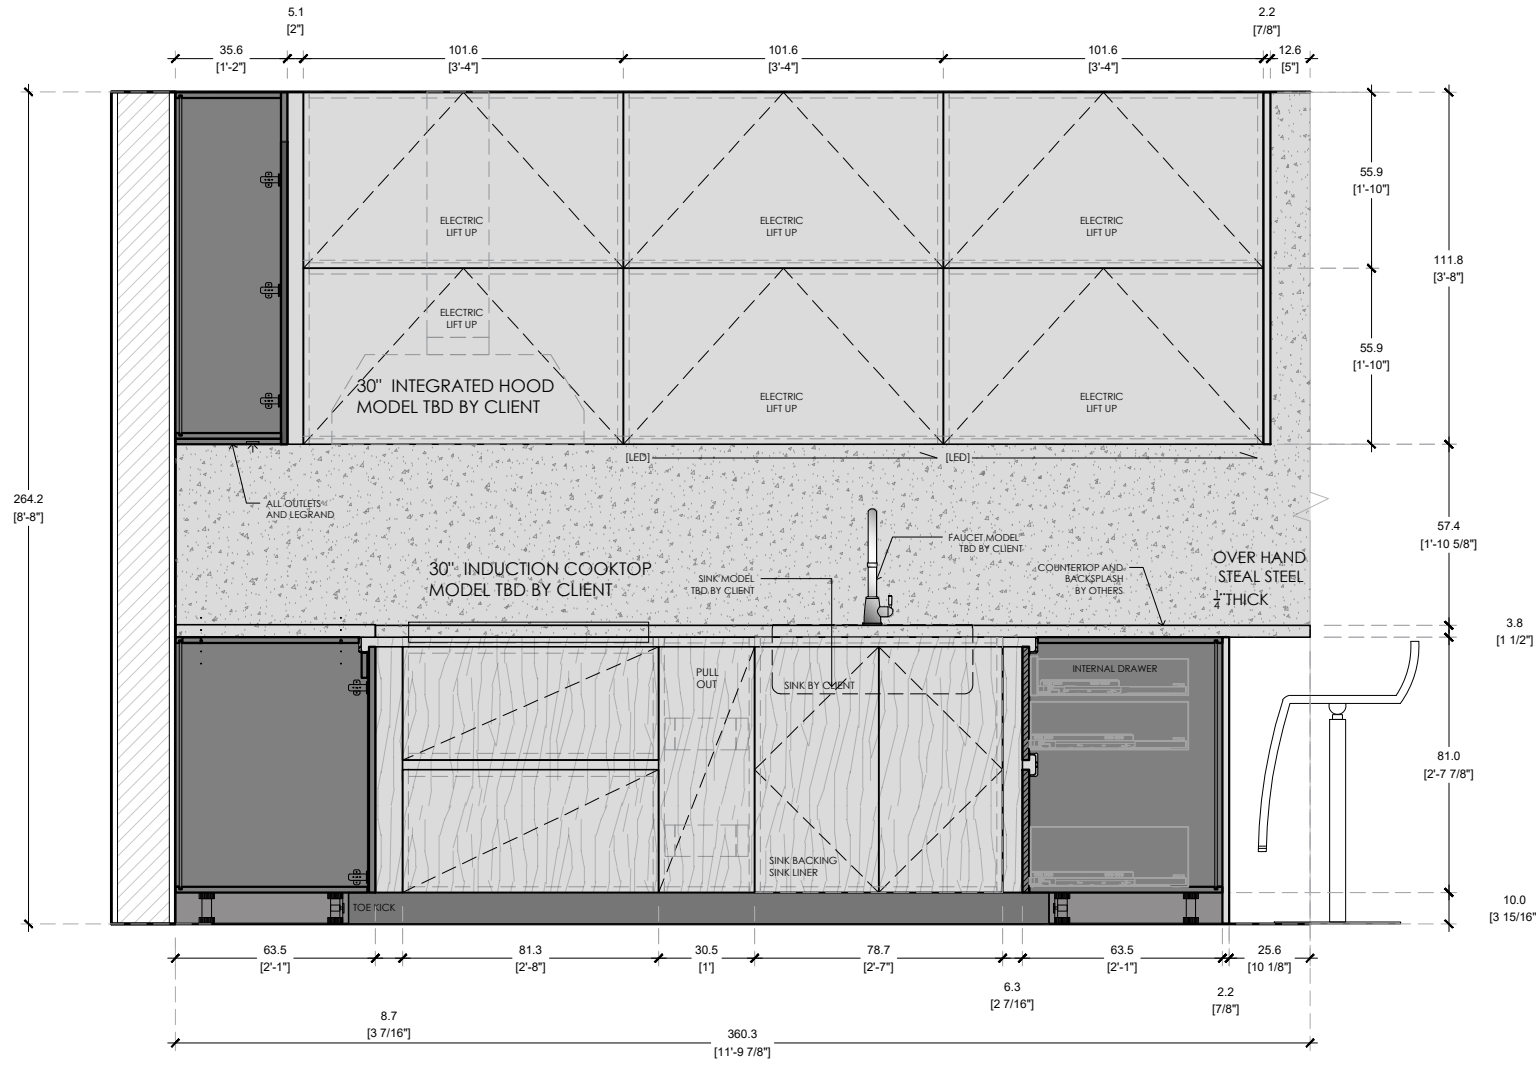 5.1
[2"]
2.2
[7/8"]
35.6
[1'-2"]
101.6
[3'-4"]
101.6
[3'-4"]
101.6
[3'-4"]
12.6
[5"]
55.9
[1'-10"]
ELECTRIC
LIFT UP
ELECTRIC
LIFT UP
ELECTRIC
LIFT UP
111.8
[3'-8"]
ELECTRIC
LIFT UP
55.9
[1'-10"]
30" INTEGRATED HOOD
MODEL TBD BY CLIENT
ELECTRIC
LIFT UP
ELECTRIC
LIFT UP
[LED]
[LED]
264.2
[8'-8"]
ALL OUTLETS
AND LEGRAND
57.4
[1'-10 5/8"]
FAUCET MODEL
TBD BY CLIENT
30" INDUCTION COOKTOP
MODEL TBD BY CLIENT
SINK MODEL
TBD BY CLIENT
COUNTERTOP AND
BACKSPLASH
BY OTHERS
OVER HAND
STEAL STEEL
1/4" THICK
3.8
[1 1/2"]
PULL
OUT
SINK BY CLIENT
INTERNAL DRAWER
81.0
[2'-7 7/8"]
SINK BACKING
SINK LINER
TOE KICK
10.0
[3 15/16"
63.5
[2'-1"]
81.3
[2'-8"]
30.5
[1']
78.7
[2'-7"]
63.5
[2'-1"]
25.6
[10 1/8"]
6.3
[2 7/16"]
2.2
[7/8"]
8.7
[3 7/16"]
360.3
[11'-9 7/8"]